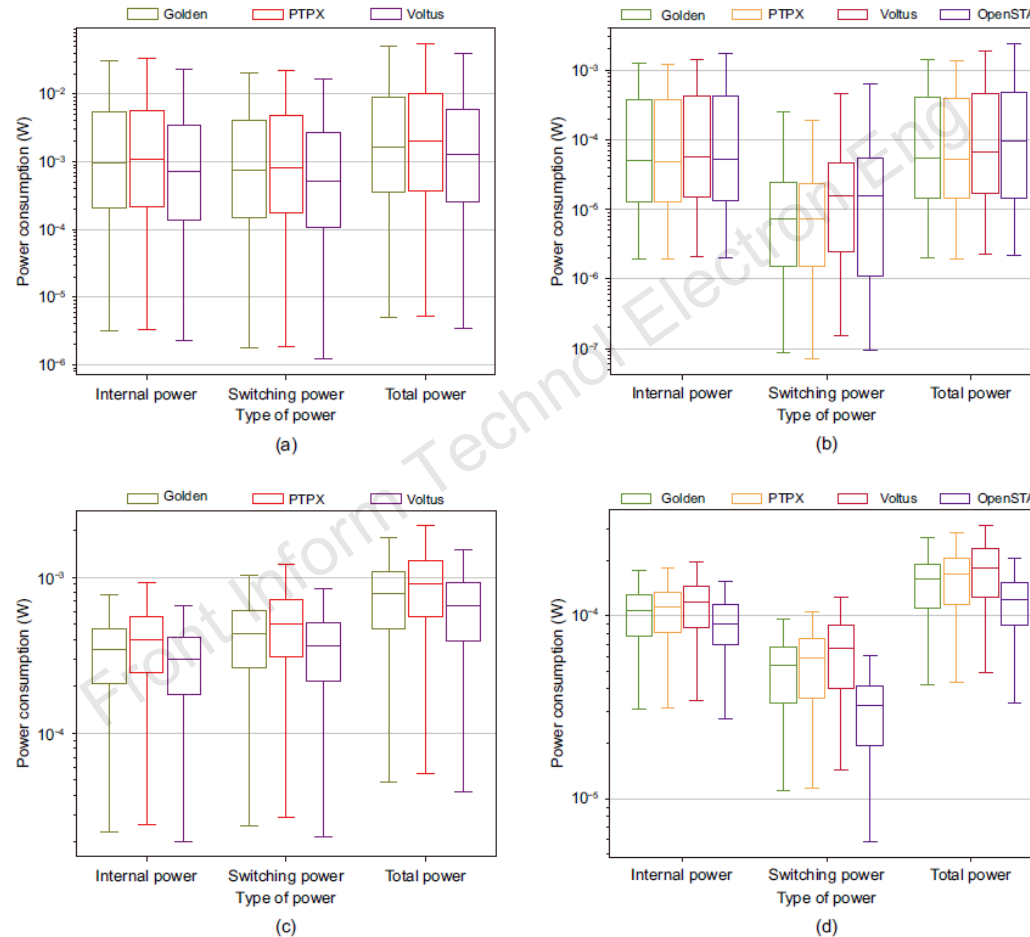 Golden PTPX Voltus
Power consumption (W)
10⁻²
10⁻³
10⁻⁴
10⁻⁵
10⁻⁶
Internal power Switching power Total power
Type of power
(a)
Golden PTPX Voltus OpenSTA
Power consumption (W)
10⁻³
10⁻⁴
10⁻⁵
10⁻⁶
10⁻⁷
Internal power Switching power Total power
Type of power
(b)
Golden PTPX Voltus
Power consumption (W)
10⁻³
10⁻⁴
Internal power Switching power Total power
Type of power
(c)
Golden PTPX Voltus OpenSTA
Power consumption (W)
10⁻⁴
10⁻⁵
Internal power Switching power Total power
Type of power
(d)
Front Inform Technol Electron Eng